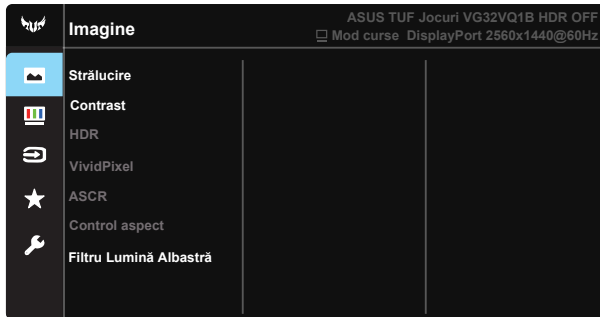 Imagine
ASUS TUF Jocuri VG32VQ1B HDR OFF
Mod curse DisplayPort 2560x1440@60Hz
Strălucire
Contrast
HDR
VividPixel
ASCR
Control aspect
Filtru Lumină Albastră